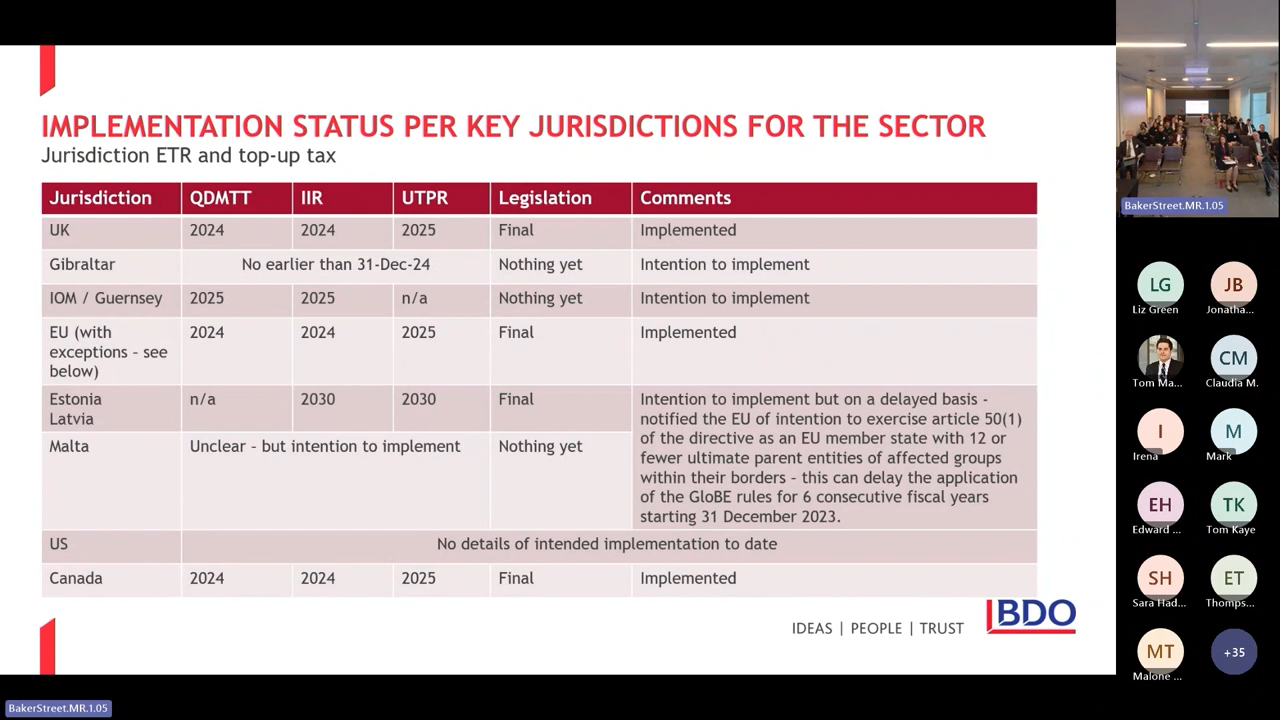 IMPLEMENTATION STATUS PER KEY JURISDICTIONS FOR THE SECTOR
Jurisdiction ETR and top-up tax
Jurisdiction QDMTT IIR UTPR Legislation Comments
UK 2024 2024 2025 Final Implemented
Gibraltar No earlier than 31-Dec-24 Nothing yet Intention to implement
IOM / Guernsey 2025 2025 n/a Nothing yet Intention to implement
EU (with 2024 2024 2025 Final Implemented
exceptions – see
below)
Estonia n/a 2030 2030 Final
Latvia
Malta Unclear – but intention to implement Nothing yet
Intention to implement but on a delayed basis -
notified the EU of intention to exercise article 50(1)
of the directive as an EU member state with 12 or
fewer ultimate parent entities of affected groups
within their borders – this can delay the application
of the GloBE rules for 6 consecutive fiscal years
starting 31 December 2023.
US No details of intended implementation to date
Canada 2024 2024 2025 Final Implemented
IDEAS | PEOPLE | TRUST
BDO
BakerStreet.MR.1.05
LG JB
Liz Green Jonatha...
CM
Tom Ma... Claudia M.
I M
Irena Mark
EH TK
Edward ... Tom Kaye
SH ET
Sara Had... Thomps...
MT +35
Malone ...
BakerStreet.MR.1.05